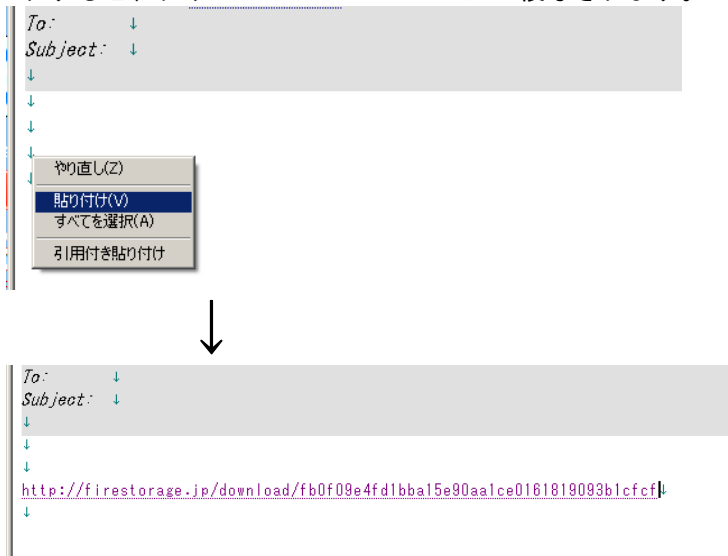 To: ↓
Subject: ↓
↓
↓
↓
↓
↓
やり直し(Z)
貼り付け(V)
すべてを選択(A)
引用付き貼り付け
↓
To: ↓
Subject: ↓
↓
↓
↓
http://firestorage.jp/download/fb0f09e4fd1bba15e90aa1ce0161819093b1cfcf↓
↓